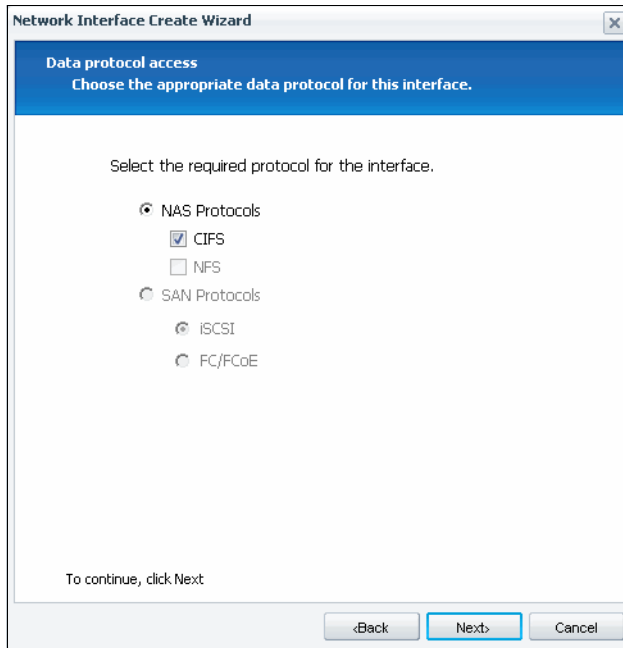 Network Interface Create Wizard
Data protocol access
Choose the appropriate data protocol for this interface.
Select the required protocol for the interface.
NAS Protocols
CIFS
NFS
SAN Protocols
iSCSI
FC/FCoE
To continue, click Next
<Back
Next>
Cancel